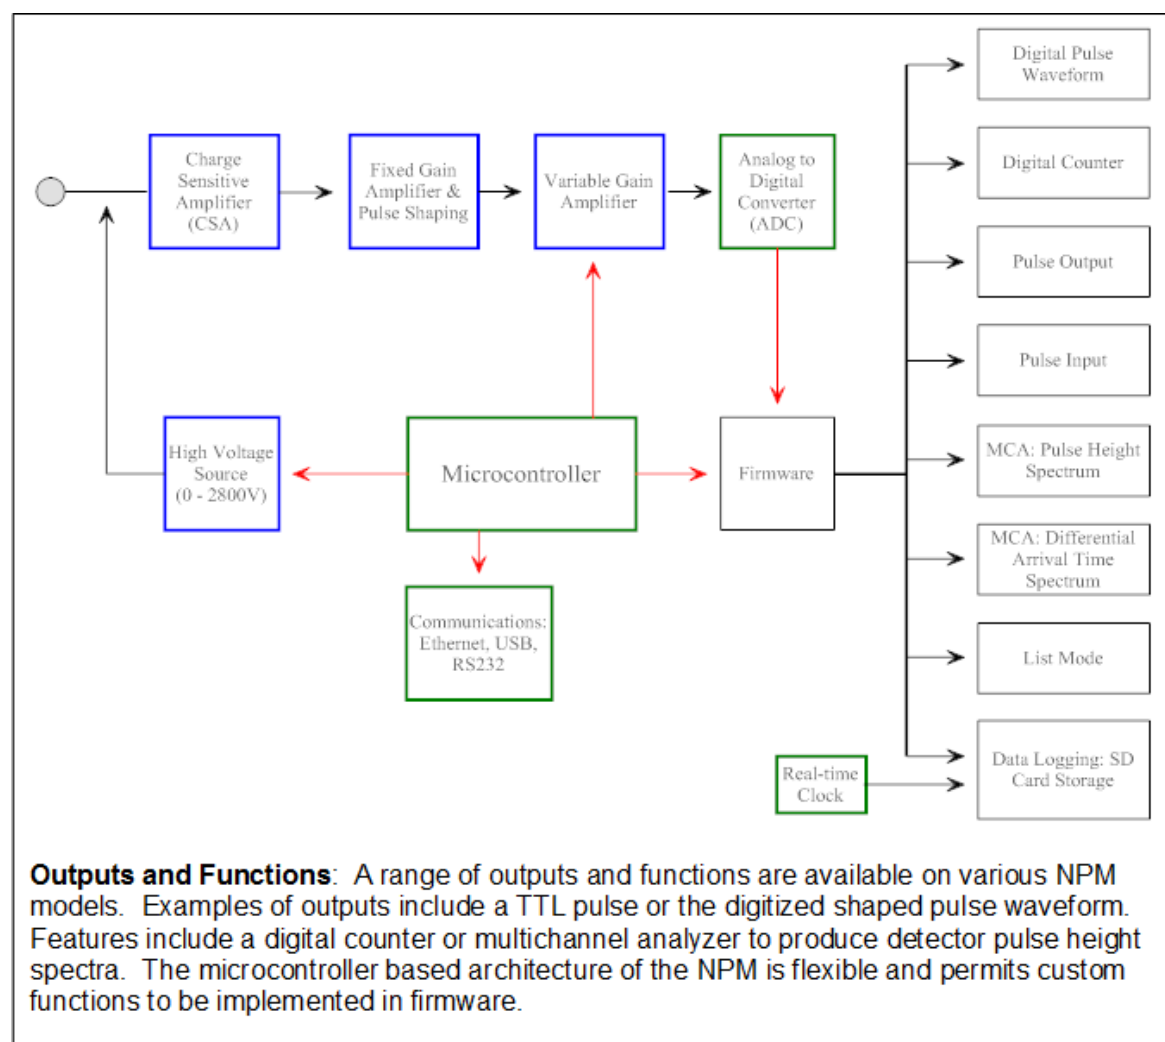 Digital Pulse
Waveform
Charge
Sensitive
Amplifier
(CSA)
Fixed Gain
Amplifier &
Pulse Shaping
Variable Gain
Amplifier
Analog to
Digital
Converter
(ADC)
Digital Counter
Pulse Output
Pulse Input
High Voltage
Source
(0 - 2800V)
Microcontroller
Firmware
MCA: Pulse Height
Spectrum
MCA: Differential
Arrival Time
Spectrum
Communications:
Ethernet, USB,
RS232
List Mode
Real-time
Clock
Data Logging: SD
Card Storage
Outputs and Functions:  A range of outputs and functions are available on various NPM
models.  Examples of outputs include a TTL pulse or the digitized shaped pulse waveform.
Features include a digital counter or multichannel analyzer to produce detector pulse height
spectra.  The microcontroller based architecture of the NPM is flexible and permits custom
functions to be implemented in firmware.